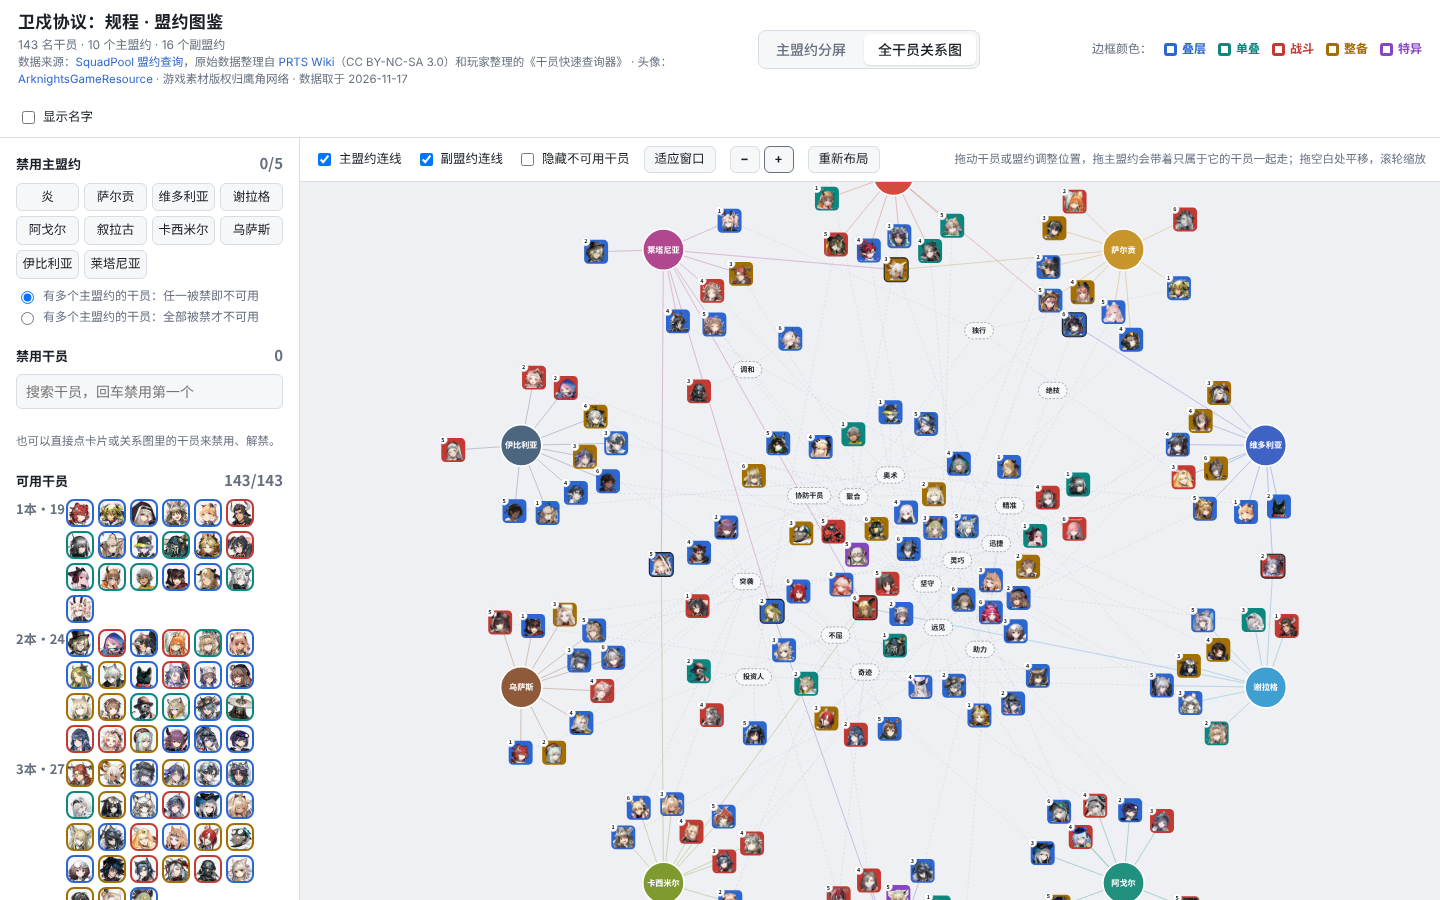 卫戍协议：规程 · 盟约图鉴
143 名干员 · 10 个主盟约 · 16 个副盟约
数据来源：SquadPool 盟约查询，原始数据整理自 PRTS Wiki（CC BY-NC-SA 3.0）和玩家整理的《干员快速查询器》 · 头像：
ArknightsGameResource · 游戏素材版权归鹰角网络 · 数据取于 2026-11-17
主盟约分屏
全干员关系图
边框颜色：
叠层
单叠
战斗
整备
特异
显示名字
禁用主盟约
0/5
炎
萨尔贡
维多利亚
谢拉格
阿戈尔
叙拉古
卡西米尔
乌萨斯
伊比利亚
莱塔尼亚
有多个主盟约的干员：任一被禁即不可用
有多个主盟约的干员：全部被禁才不可用
禁用干员
0
搜索干员，回车禁用第一个
也可以直接点卡片或关系图里的干员来禁用、解禁。
可用干员
143/143
1本 · 19
2本 · 24
3本 · 27
主盟约连线
副盟约连线
隐藏不可用干员
适应窗口
−
+
重新布局
拖动干员或盟约调整位置，拖主盟约会带着只属于它的干员一起走；拖空白处平移，滚轮缩放
莱塔尼亚
萨尔贡
独行
调和
绝技
伊比利亚
维多利亚
奥术
协防干员
聚合
精准
迅捷
灵巧
突袭
坚守
不屈
远见
助力
投资人
奇迹
乌萨斯
谢拉格
卡西米尔
阿戈尔